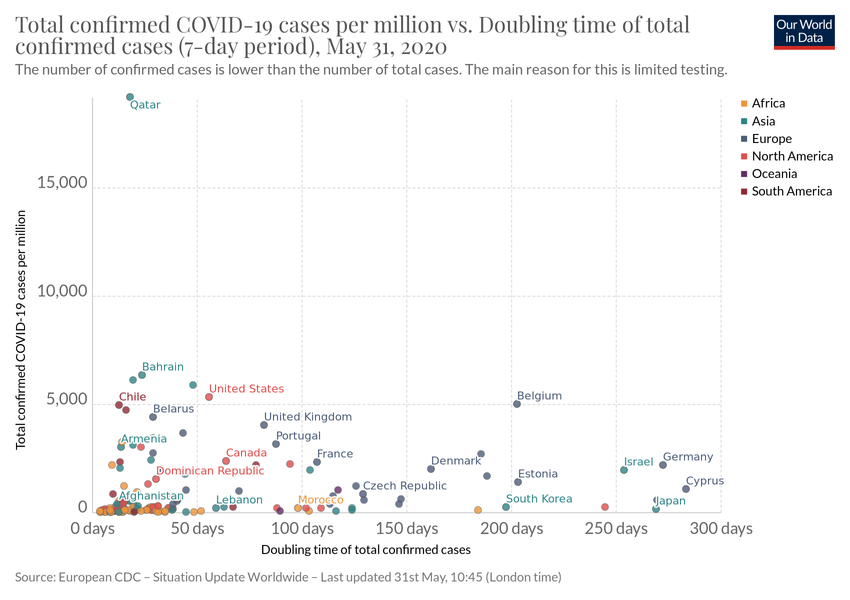 Total confirmed COVID-19 cases per million vs. Doubling time of total
confirmed cases (7-day period), May 31, 2020
Our World
in Data
The number of confirmed cases is lower than the number of total cases. The main reason for this is limited testing.
Total confirmed COVID-19 cases per million
15,000
10,000
5,000
0
Qatar
Bahrain
United States
Chile
Belarus
Belgium
United Kingdom
Armenia
Portugal
Canada
France
Denmark
Israel
Germany
Dominican Republic
Estonia
Czech Republic
Cyprus
Afghanistan
Lebanon
Morocco
South Korea
Japan
0 days
50 days
100 days
150 days
200 days
250 days
300 days
Doubling time of total confirmed cases
Africa
Asia
Europe
North America
Oceania
South America
Source: European CDC – Situation Update Worldwide – Last updated 31st May, 10:45 (London time)